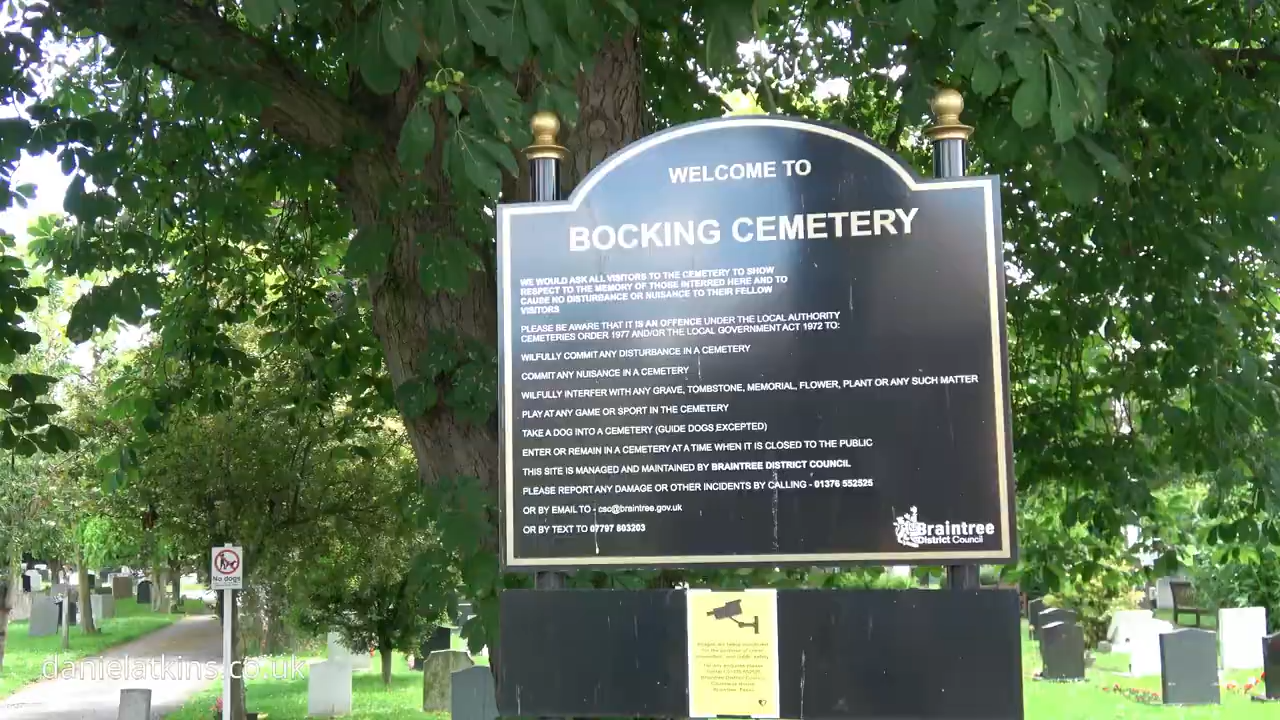 WELCOME TO
BOCKING CEMETERY
WE WOULD ASK ALL VISITORS TO THE CEMETERY TO SHOW
RESPECT TO THE MEMORY OF THOSE INTERRED HERE AND TO
CAUSE NO DISTURBANCE OR NUISANCE TO THEIR FELLOW
VISITORS
PLEASE BE AWARE THAT IT IS AN OFFENCE UNDER THE LOCAL AUTHORITY
CEMETERIES ORDER 1977 AND/OR THE LOCAL GOVERNMENT ACT 1972 TO:
WILFULLY COMMIT ANY DISTURBANCE IN A CEMETERY
COMMIT ANY NUISANCE IN A CEMETERY
WILFULLY INTERFER WITH ANY GRAVE, TOMBSTONE, MEMORIAL, FLOWER, PLANT OR ANY SUCH MATTER
PLAY AT ANY GAME OR SPORT IN THE CEMETERY
TAKE A DOG INTO A CEMETERY (GUIDE DOGS EXCEPTED)
ENTER OR REMAIN IN A CEMETERY AT A TIME WHEN IT IS CLOSED TO THE PUBLIC
THIS SITE IS MANAGED AND MAINTAINED BY BRAINTREE DISTRICT COUNCIL
PLEASE REPORT ANY DAMAGE OR OTHER INCIDENTS BY CALLING - 01376 552525
OR BY EMAIL TO - csc@braintree.gov.uk
OR BY TEXT TO 07797 803203
Braintree
District Council
No dogs
danielatkins.co.uk